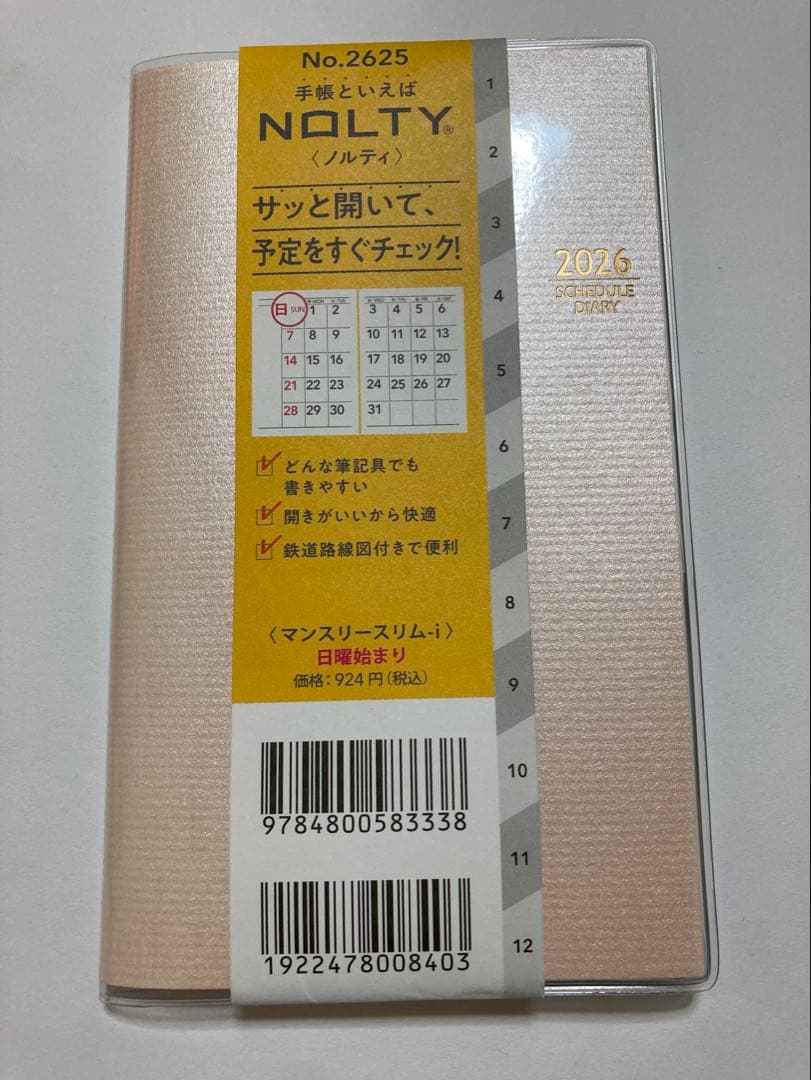 No.2625
手帳といえば
NOLTY®
〈ノルティ〉
サッと開いて、
予定をすぐチェック!
日 SUN 月・MON 火・TUE 水・WED 木・THU 金・FRI 土・SAT
1 2 3 4 5 6
7 8 9 10 11 12 13
14 15 16 17 18 19 20
21 22 23 24 25 26 27
28 29 30 31
どんな筆記具でも
書きやすい
開きがいいから快適
鉄道路線図付きで便利
〈マンスリースリム-i〉
日曜始まり
価格:924円(税込)
9784800583338
1922478008403
1
2
3
4
5
6
7
8
9
10
11
12
2026
SCHEDULE
DIARY